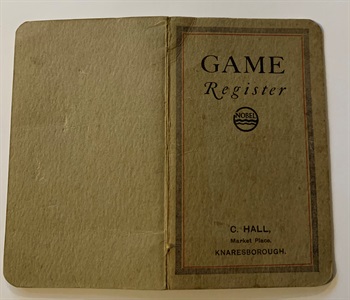 GAME
Register
NOBEL
C. HALL,
Market Place,
KNARESBOROUGH.